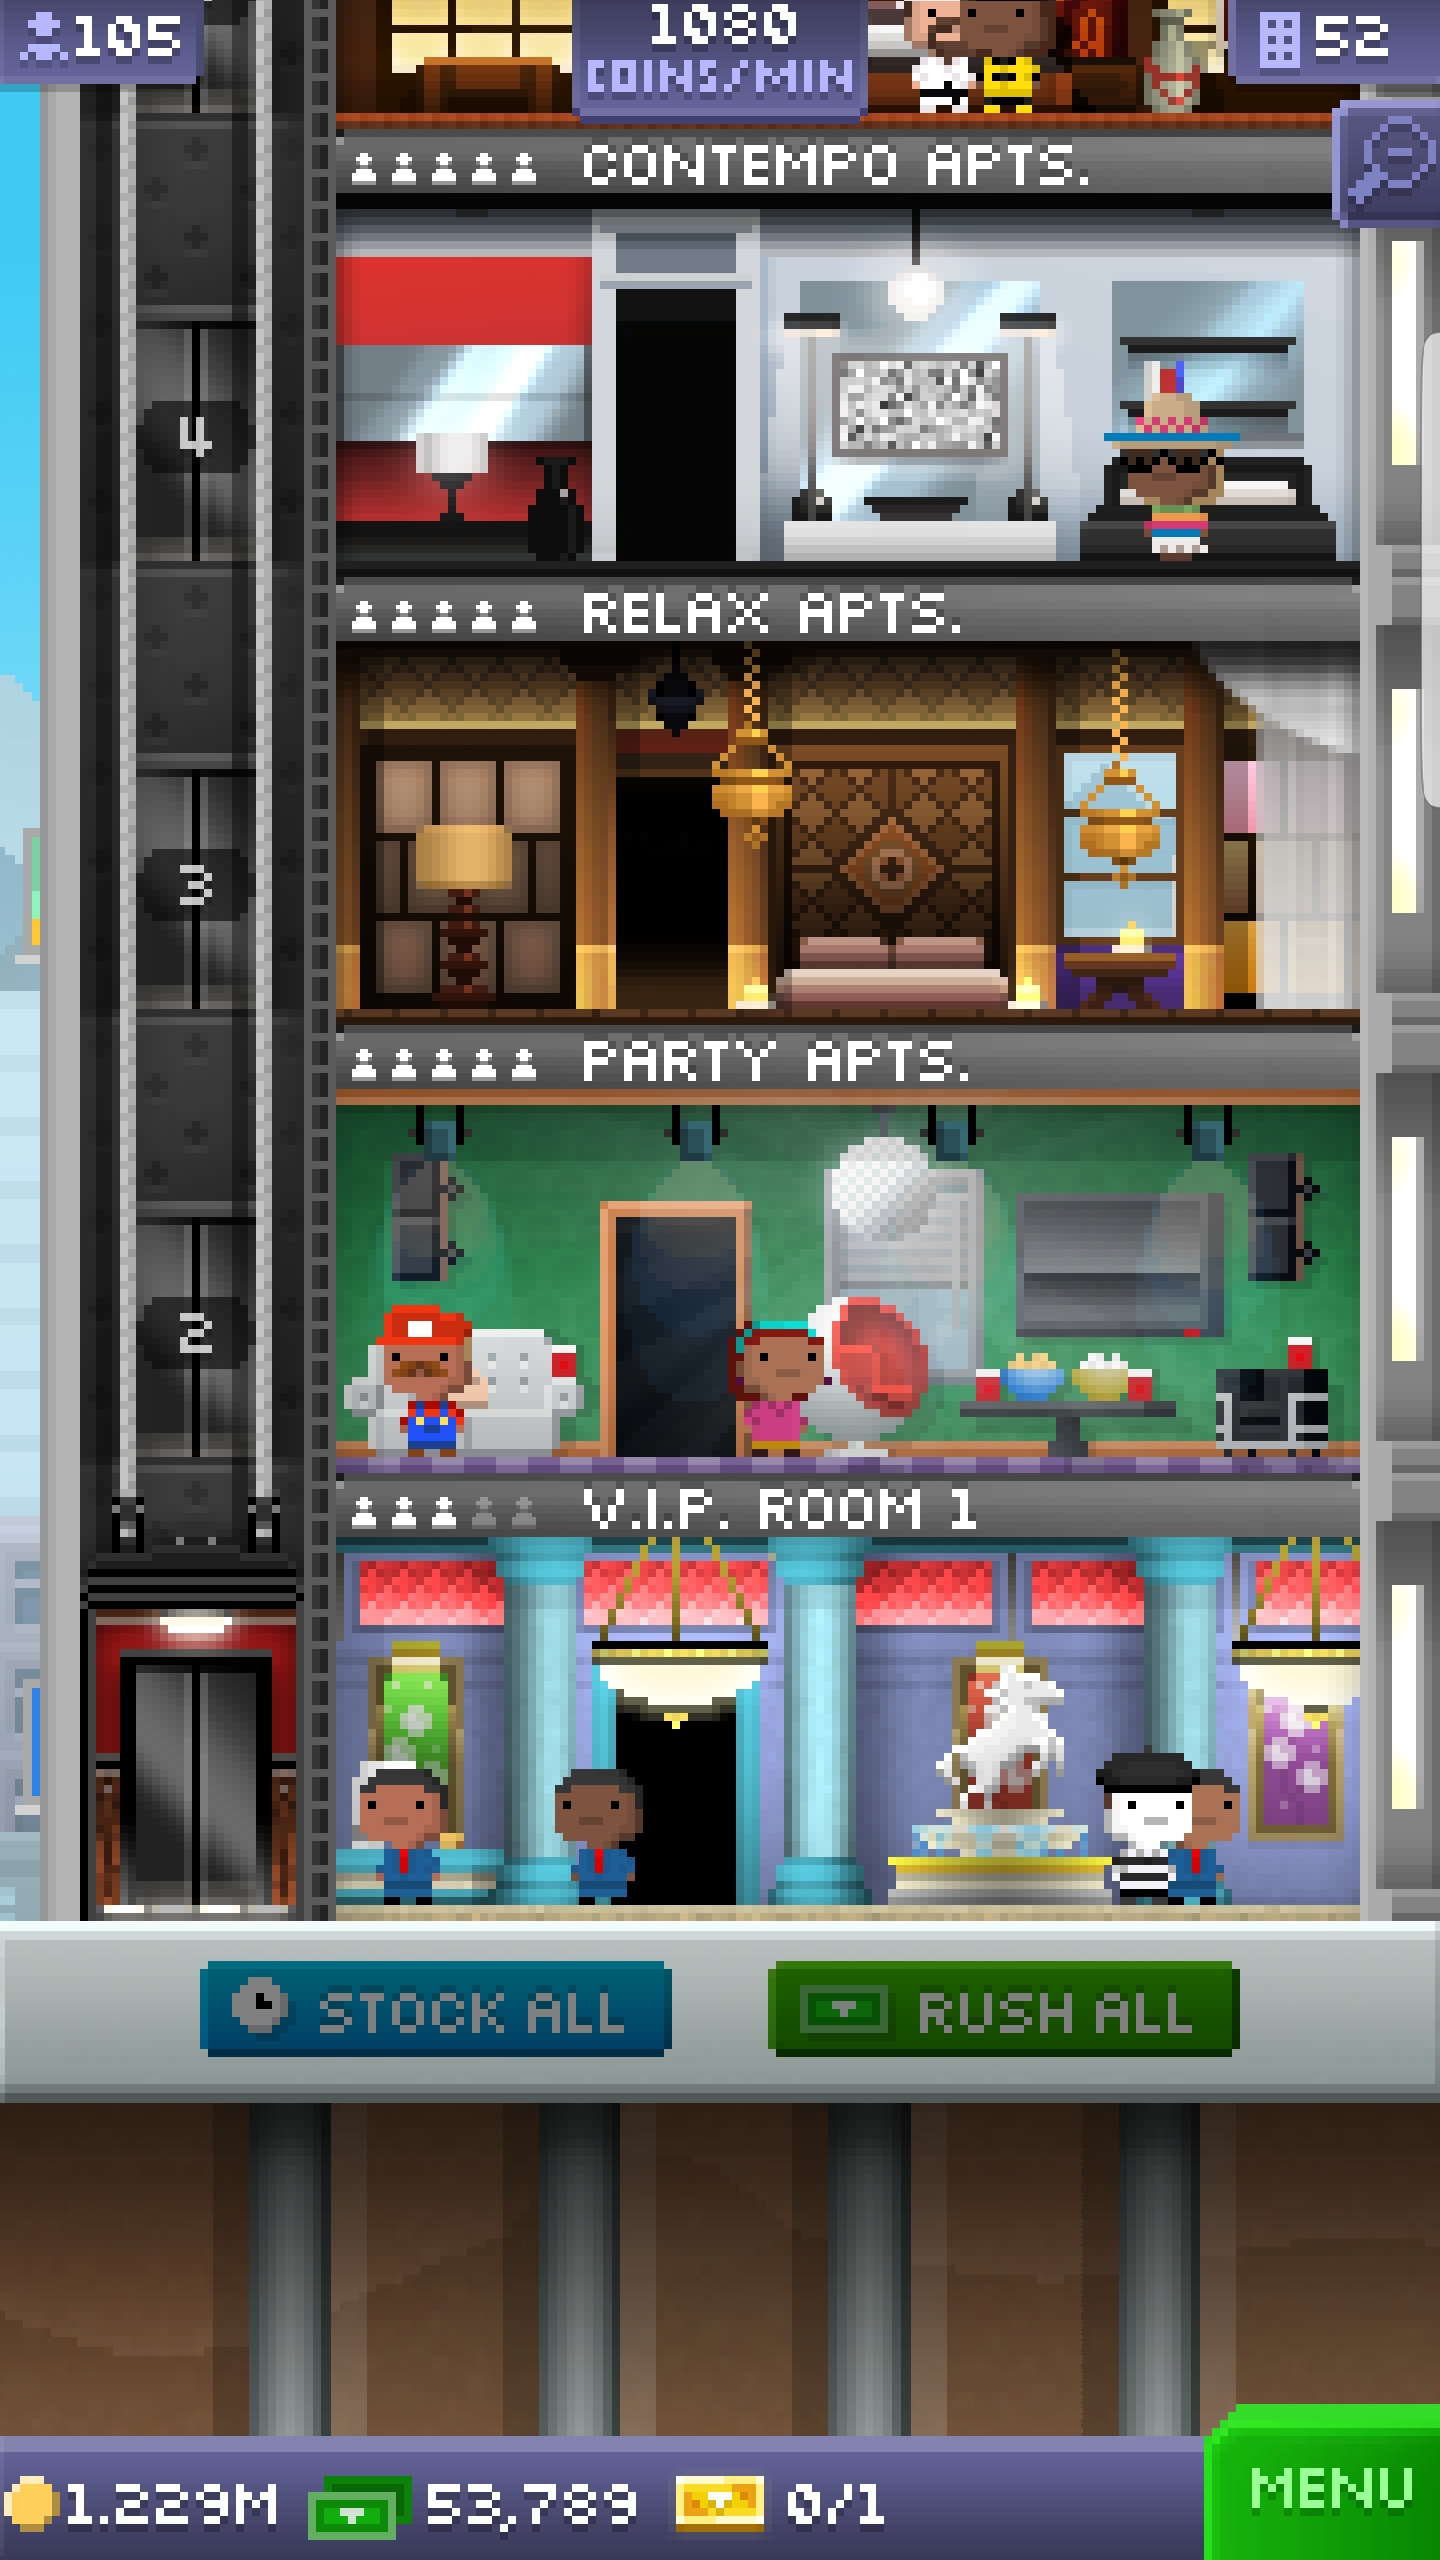 105
1080
COINS/MIN
52
CONTEMPO APTS.
4
RELAX APTS.
3
PARTY APTS.
2
V.I.P. ROOM 1
STOCK ALL
RUSH ALL
1.229M
53,789
0/1
MENU